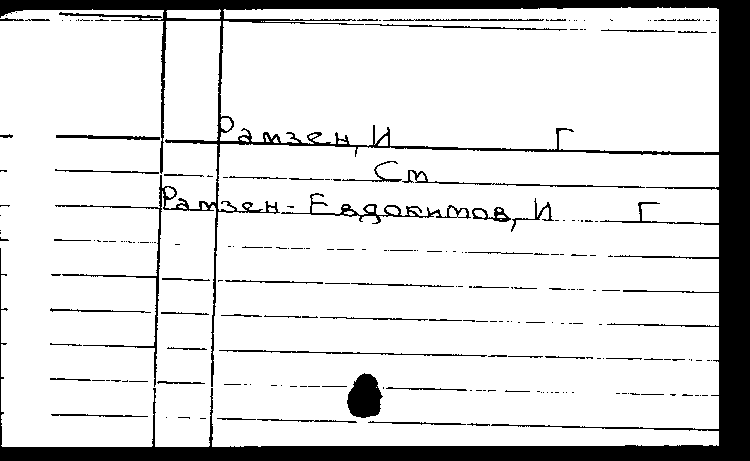 Рамзен, И Г
См
Рамзен-Евдокимов, И Г